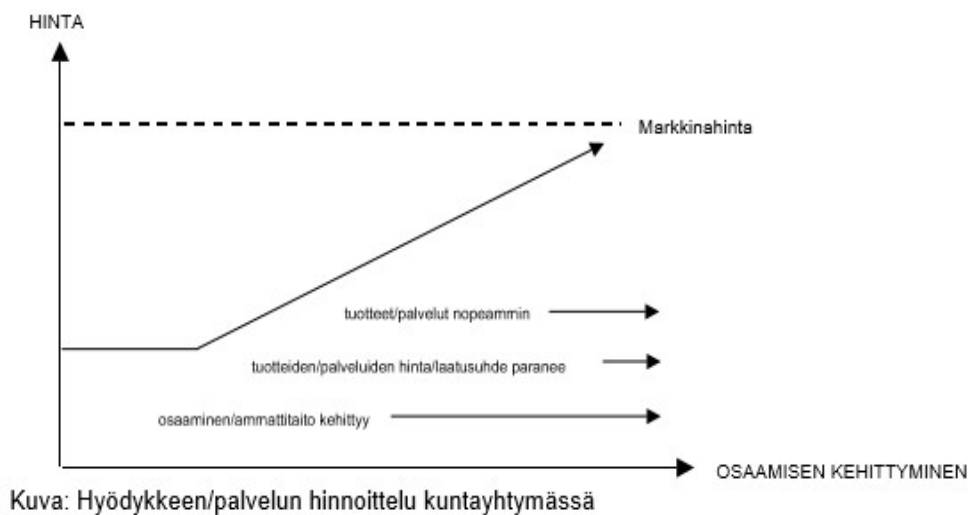 HINTA
Markkinahinta
tuotteet/palvelut nopeammin
tuotteiden/palveluiden hinta/laatusuhde paranee
osaaminen/ammattitaito kehittyy
OSAAMISEN KEHITTYMINEN
Kuva: Hyödykkeen/palvelun hinnoittelu kuntayhtymässä